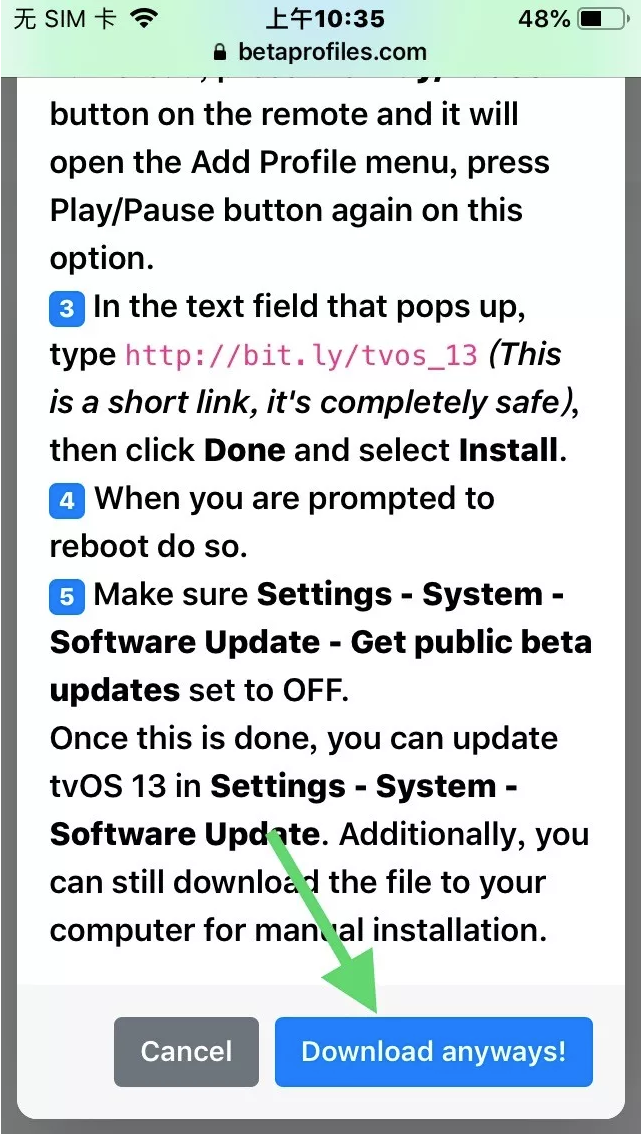 无 SIM 卡
上午10:35
48%
betaprofiles.com
button on the remote and it will
open the Add Profile menu, press
Play/Pause button again on this
option.
3 In the text field that pops up,
type http://bit.ly/tvos_13 (This
is a short link, it's completely safe),
then click Done and select Install.
4 When you are prompted to
reboot do so.
5 Make sure Settings - System -
Software Update - Get public beta
updates set to OFF.
Once this is done, you can update
tvOS 13 in Settings - System -
Software Update. Additionally, you
can still download the file to your
computer for manual installation.
Cancel
Download anyways!